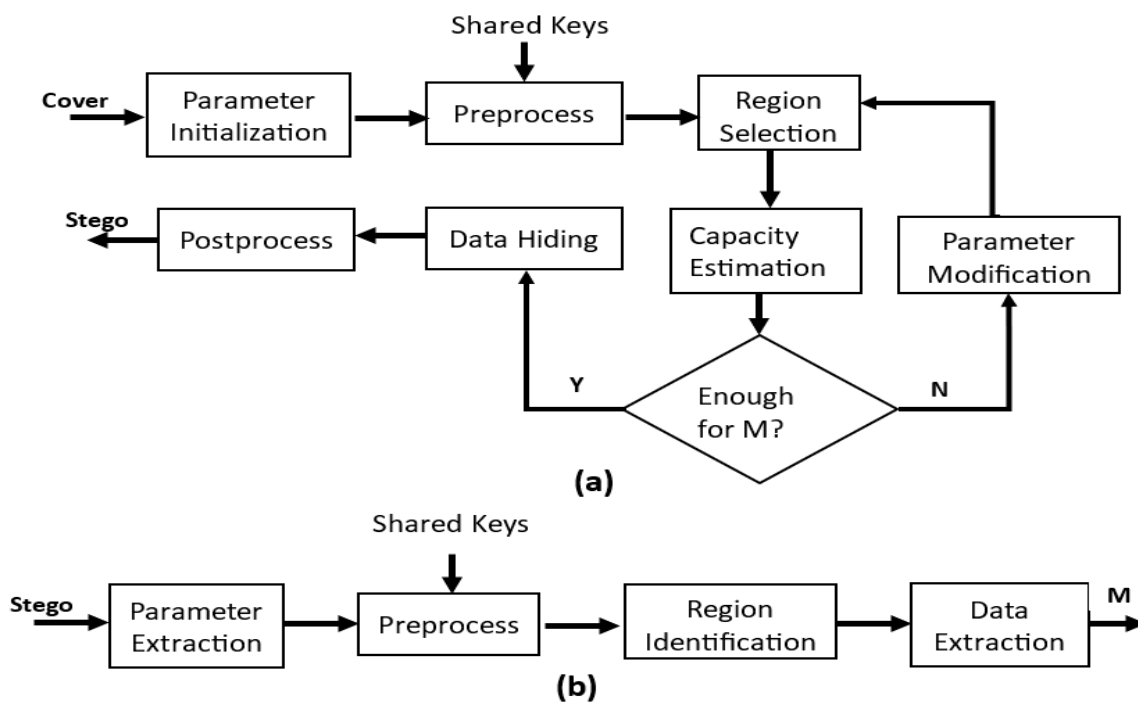 Shared Keys
Cover
Parameter
Initialization
Preprocess
Region
Selection
Stego
Postprocess
Data Hiding
Capacity
Estimation
Parameter
Modification
Y
Enough
for M?
N
(a)
Shared Keys
Stego
Parameter
Extraction
Preprocess
Region
Identification
Data
Extraction
M
(b)